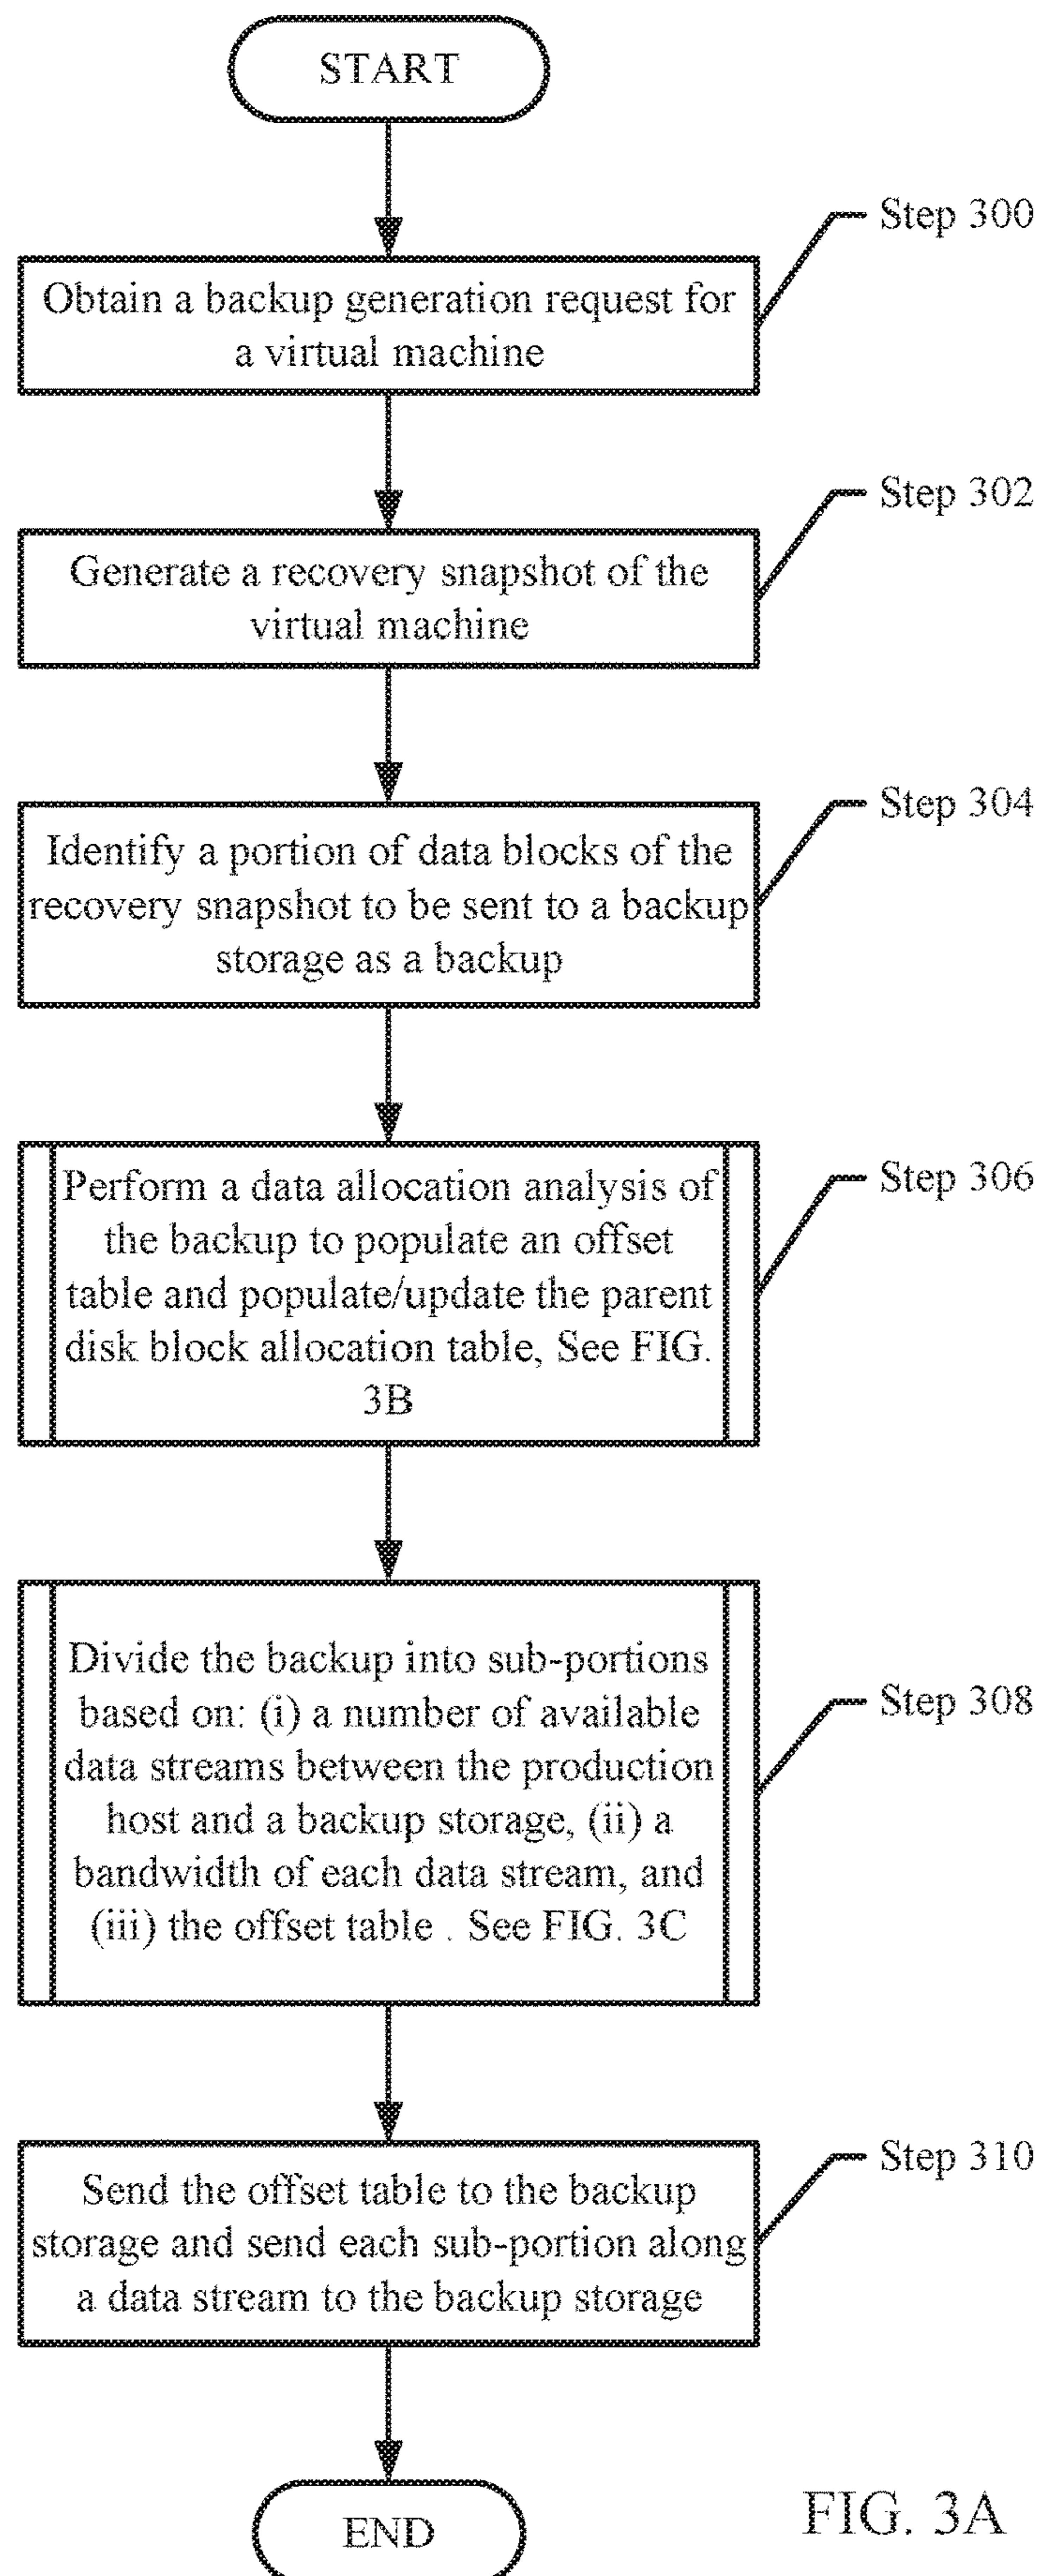 START
Step 300
Obtain a backup generation request for
a virtual machine
Step 302
Generate a recovery snapshot of the
virtual machine
Step 304
Identify a portion of data blocks of the
recovery snapshot to be sent to a backup
storage as a backup
Step 306
Perform a data allocation analysis of
the backup to populate an offset
table and populate/update the parent
disk block allocation table, See FIG.
3B
Step 308
Divide the backup into sub-portions
based on: (i) a number of available
data streams between the production
host and a backup storage, (ii) a
bandwidth of each data stream, and
(iii) the offset table . See FIG. 3C
Step 310
Send the offset table to the backup
storage and send each sub-portion along
a data stream to the backup storage
END
FIG. 3A